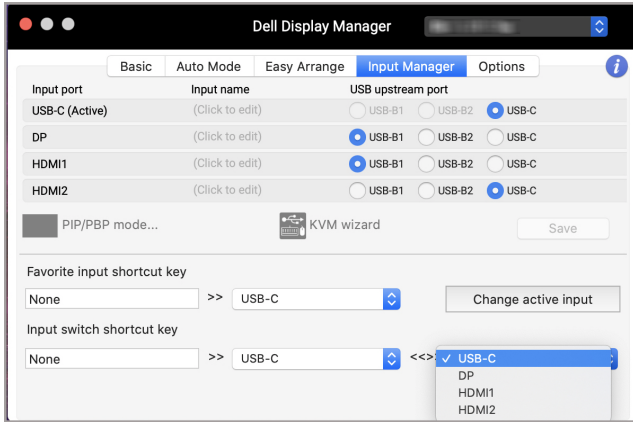 Dell Display Manager
Basic Auto Mode Easy Arrange Input Manager Options i
Input port Input name USB upstream port
USB-C (Active) (Click to edit) USB-B1 USB-B2 USB-C
DP (Click to edit) USB-B1 USB-B2 USB-C
HDMI1 (Click to edit) USB-B1 USB-B2 USB-C
HDMI2 (Click to edit) USB-B1 USB-B2 USB-C
PIP/PBP mode... KVM wizard Save
Favorite input shortcut key
None >> USB-C Change active input
Input switch shortcut key
None >> USB-C <<> ✓ USB-C
DP
HDMI1
HDMI2